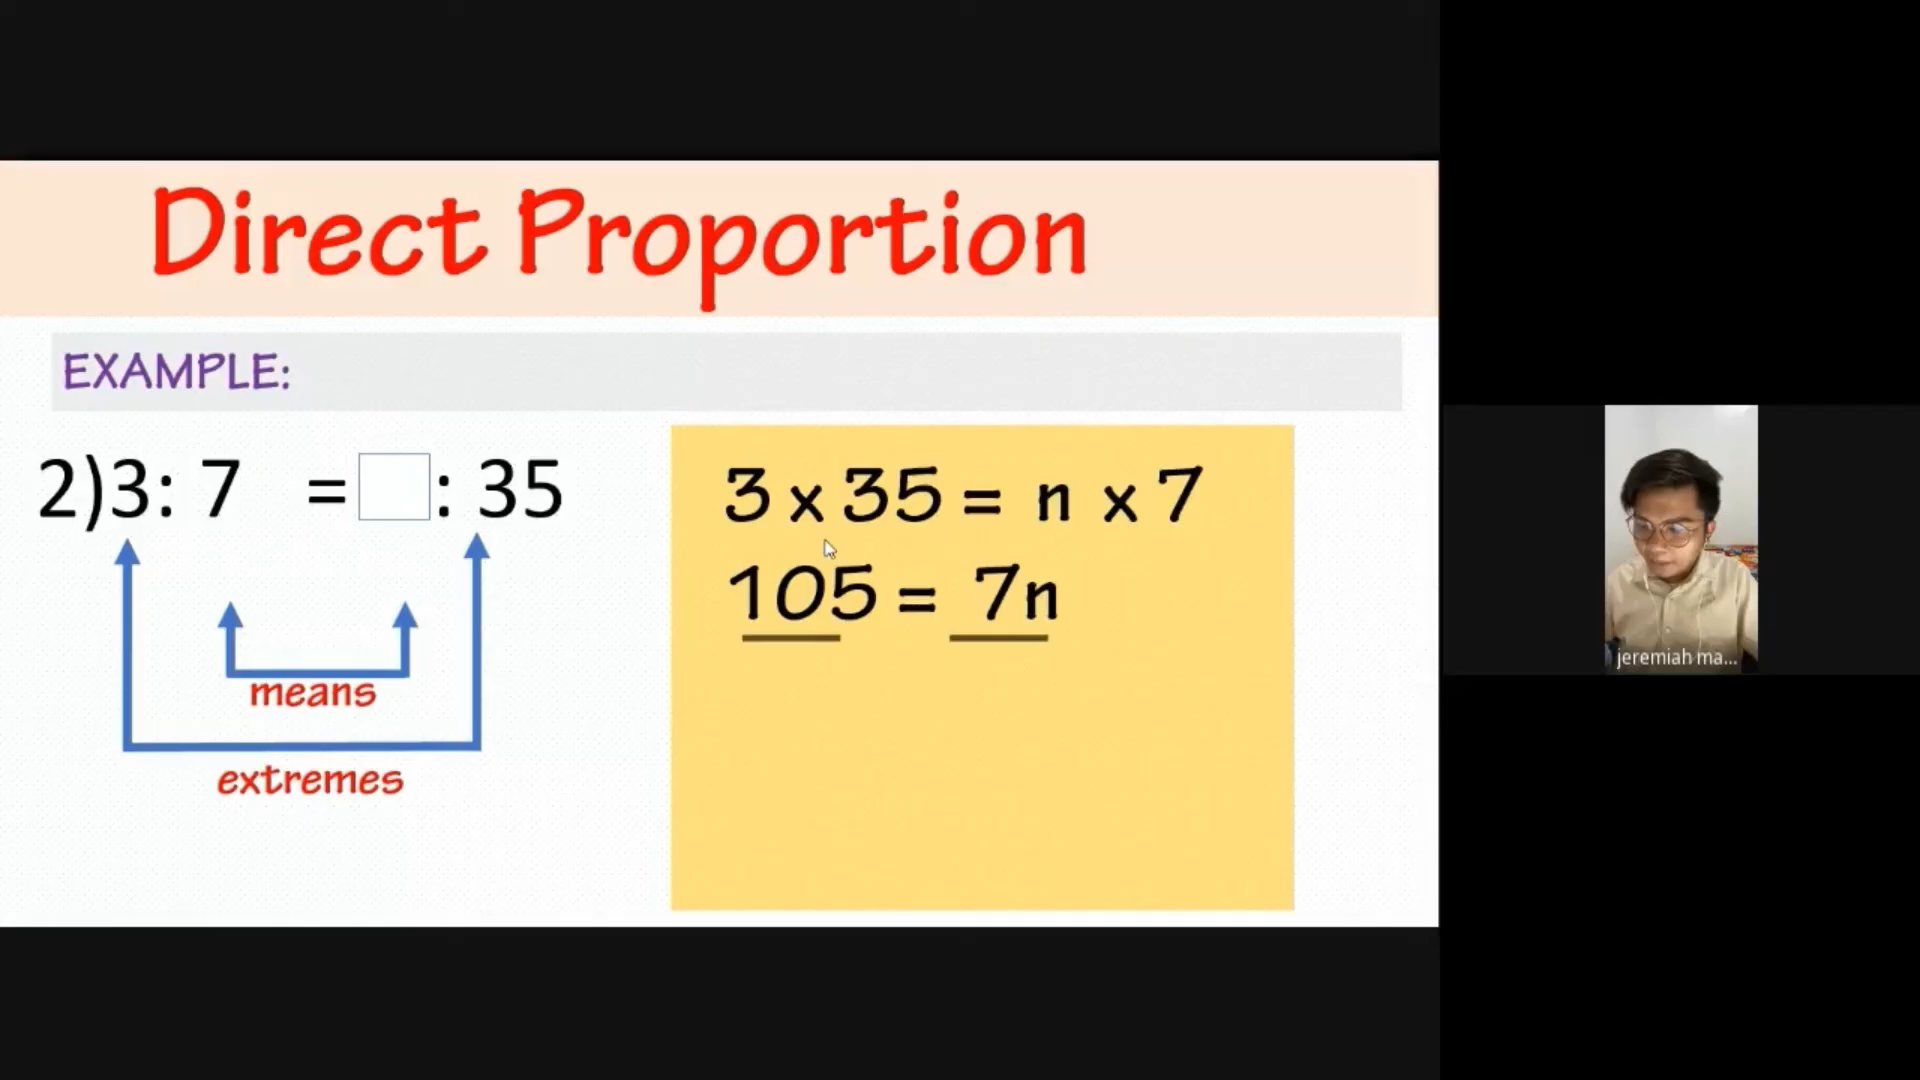 Direct Proportion
EXAMPLE:
2)3: 7 = : 35
means
extremes
3 x 35 = n x 7
105 = 7n
jeremiah ma...